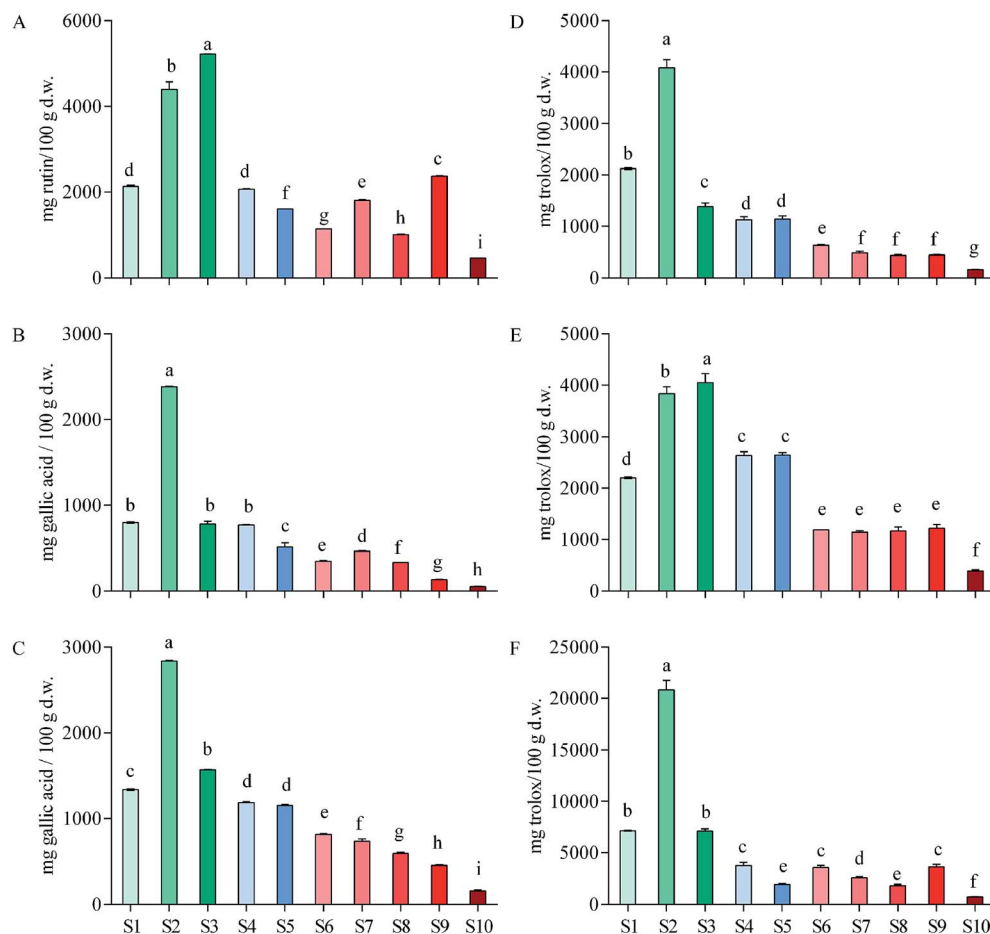 A
mg rutin/100 g d.w.
6000
4000
2000
0
d
b
a
d
f
g
e
h
c
i
B
mg gallic acid / 100 g d.w.
3000
2000
1000
0
b
a
b
b
c
e
d
f
g
h
C
mg gallic acid / 100 g d.w.
3000
2000
1000
0
c
a
b
d
d
e
f
g
h
i
S1 S2 S3 S4 S5 S6 S7 S8 S9 S10
D
mg trolox/100 g d.w.
5000
4000
3000
2000
1000
0
b
a
c
d
d
e
f
f
f
g
E
mg trolox/100 g d.w.
5000
4000
3000
2000
1000
0
d
b
a
c
c
e
e
e
e
f
F
mg trolox/100 g d.w.
25000
20000
15000
10000
5000
0
b
a
b
c
e
c
d
e
c
f
S1 S2 S3 S4 S5 S6 S7 S8 S9 S10